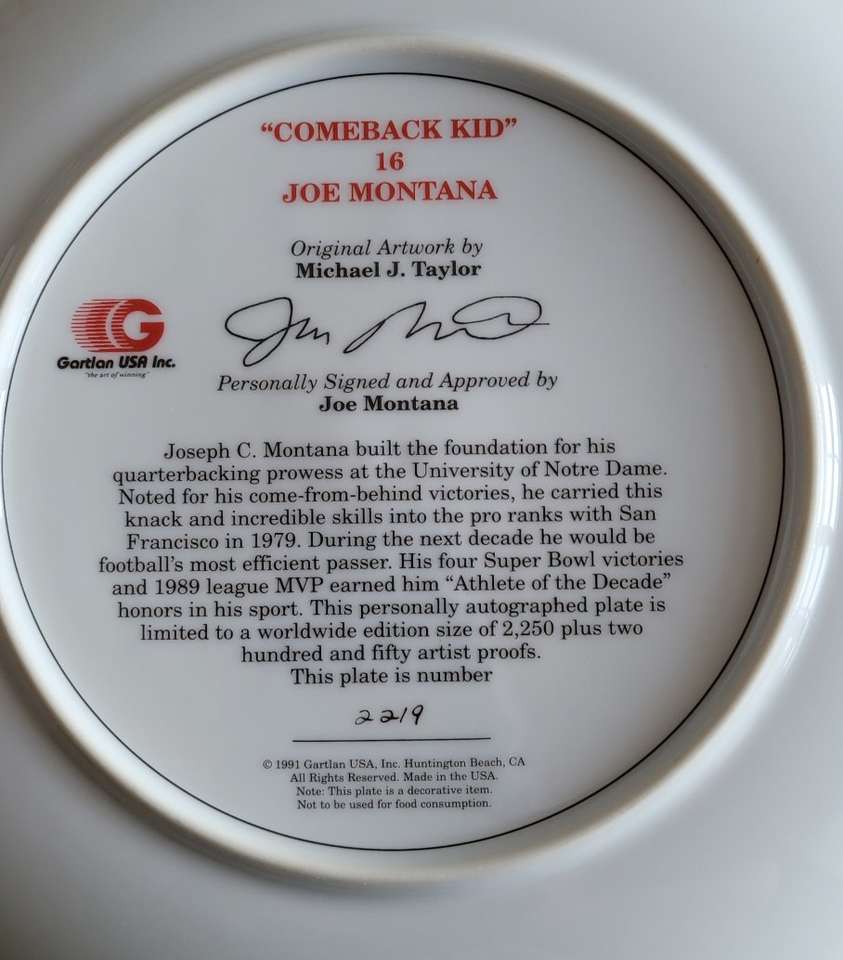 “COMEBACK KID”
16
JOE MONTANA
Original Artwork by
Michael J. Taylor
G
Gartlan USA Inc.
"the art of winning"
Joe Montana
Personally Signed and Approved by
Joe Montana
Joseph C. Montana built the foundation for his
quarterbacking prowess at the University of Notre Dame.
Noted for his come-from-behind victories, he carried this
knack and incredible skills into the pro ranks with San
Francisco in 1979. During the next decade he would be
football’s most efficient passer. His four Super Bowl victories
and 1989 league MVP earned him “Athlete of the Decade”
honors in his sport. This personally autographed plate is
limited to a worldwide edition size of 2,250 plus two
hundred and fifty artist proofs.
This plate is number
2219
© 1991 Gartlan USA, Inc. Huntington Beach, CA
All Rights Reserved. Made in the USA.
Note: This plate is a decorative item.
Not to be used for food consumption.